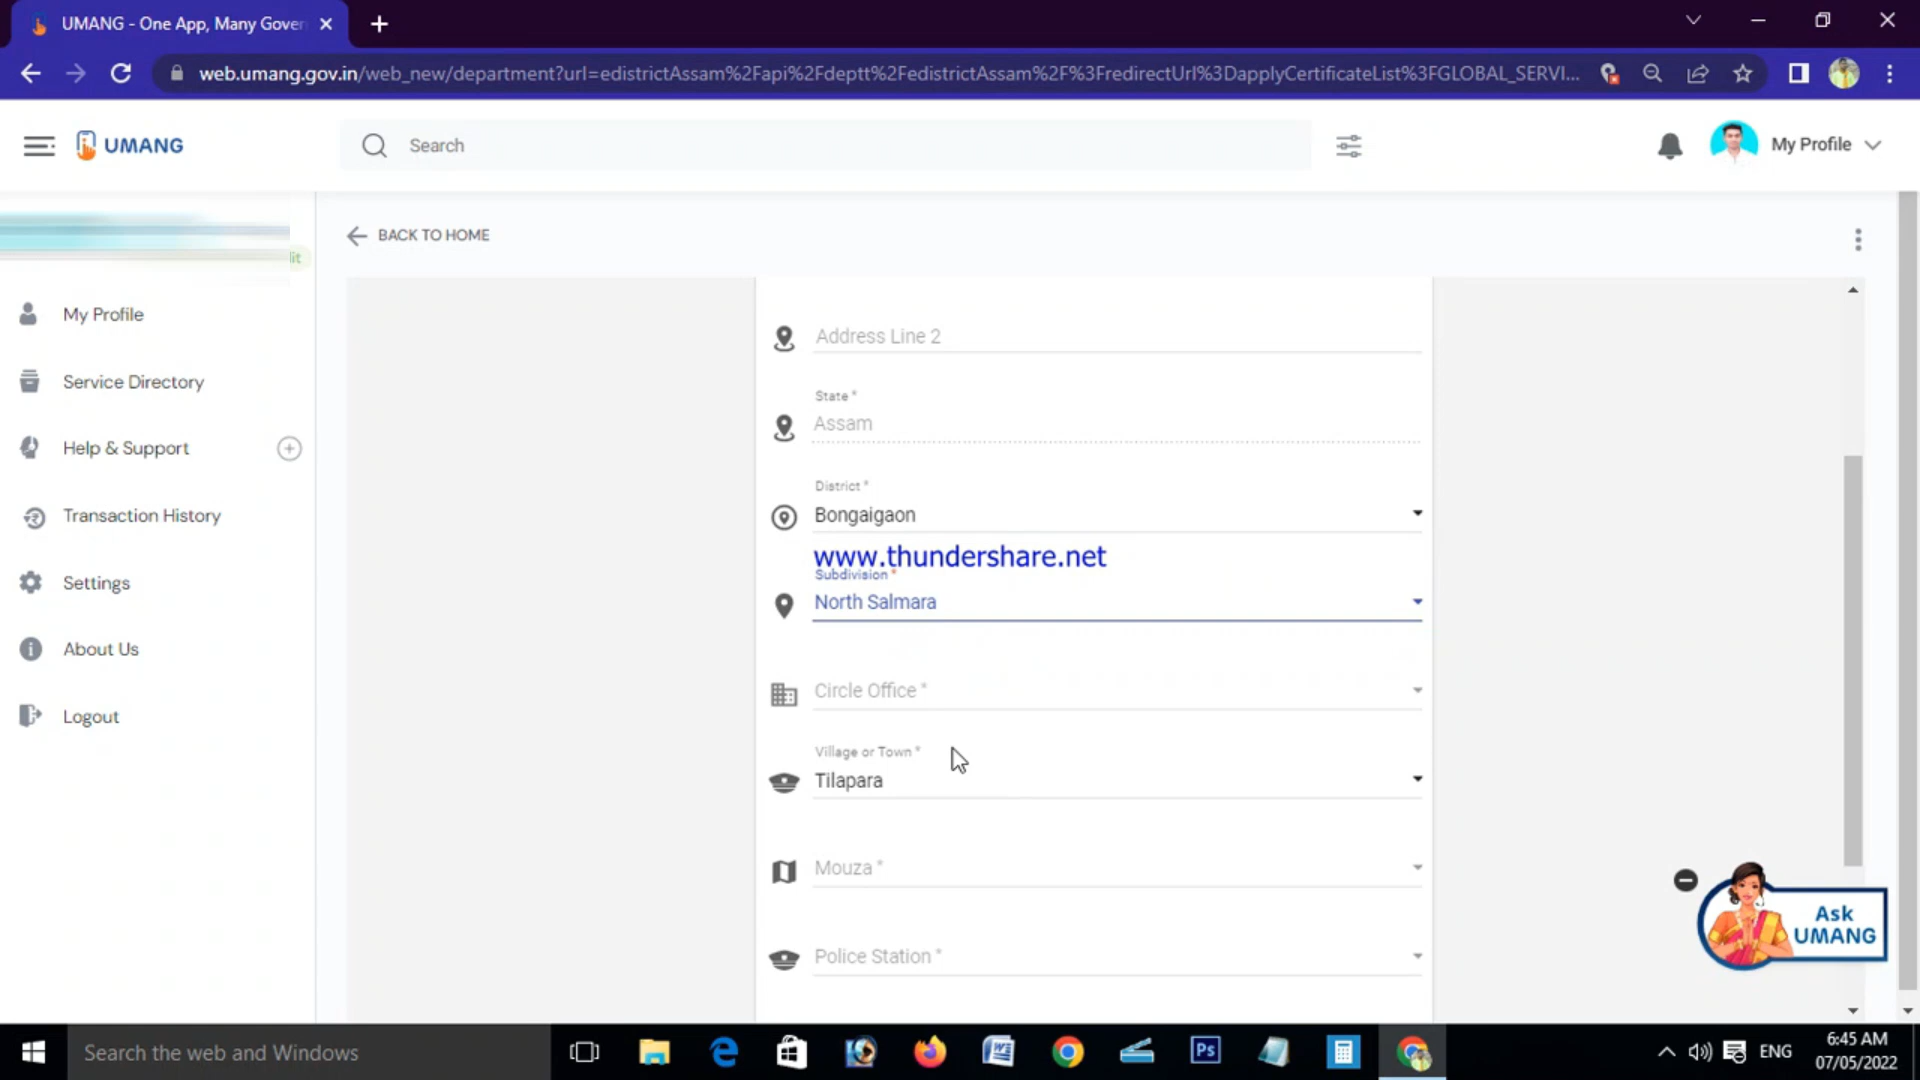 UMANG - One App, Many Gover
web.umang.gov.in/web_new/department?url=edistrictAssam%2Fapi%2Fdeptt%2FedistrictAssam%2F%3FredirectUrl%3DapplyCertificateList%3FGLOBAL_SERVI...
UMANG
Search
My Profile
BACK TO HOME
My Profile
Service Directory
Help & Support
Transaction History
Settings
About Us
Logout
Address Line 2
State *
Assam
District *
Bongaigaon
www.thundershare.net
Subdivision *
North Salmara
Circle Office *
Village or Town *
Tilapara
Mouza *
Police Station *
Ask
UMANG
Search the web and Windows
Ps
ENG
6:45 AM
07/05/2022